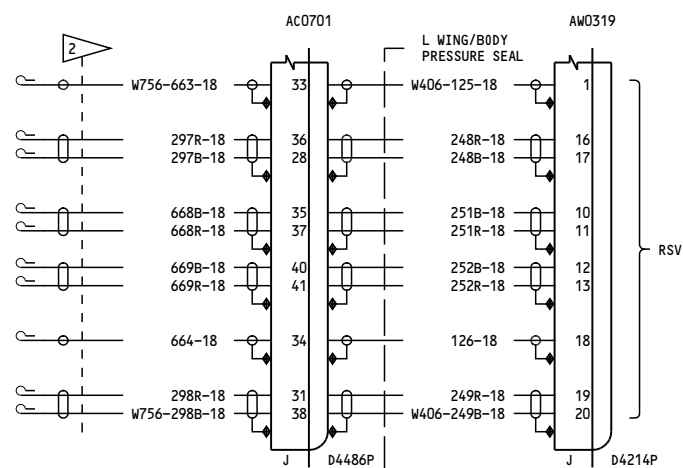 AC0701
AW0319
2
L WING/BODY
PRESSURE SEAL
W756-663-18 33 W406-125-18 1
297R-18 36 248R-18 16
297B-18 28 248B-18 17
668B-18 35 251B-18 10
668R-18 37 251R-18 11
RSV
669B-18 40 252B-18 12
669R-18 41 252R-18 13
664-18 34 126-18 18
298R-18 31 249R-18 19
W756-298B-18 38 W406-249B-18 20
J D4486P J D4214P